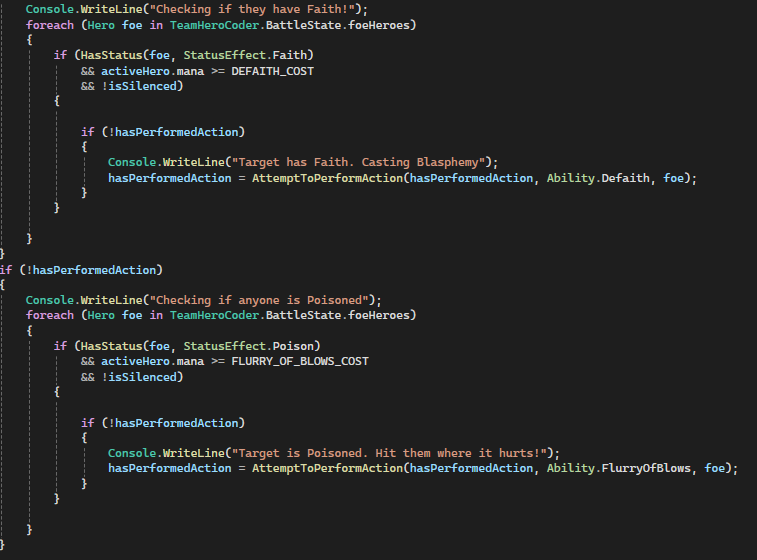 Console.WriteLine("Checking if they have Faith!");
foreach (Hero foe in TeamHeroCoder.BattleState.foeHeroes)
{
if (HasStatus(foe, StatusEffect.Faith)
&& activeHero.mana >= DEFAITH_COST
&& !isSilenced)
{
if (!hasPerformedAction)
{
Console.WriteLine("Target has Faith. Casting Blasphemy");
hasPerformedAction = AttemptToPerformAction(hasPerformedAction, Ability.Defaith, foe);
}
}
}
}
if (!hasPerformedAction)
{
Console.WriteLine("Checking if anyone is Poisoned");
foreach (Hero foe in TeamHeroCoder.BattleState.foeHeroes)
{
if (HasStatus(foe, StatusEffect.Poison)
&& activeHero.mana >= FLURRY_OF_BLOWS_COST
&& !isSilenced)
{
if (!hasPerformedAction)
{
Console.WriteLine("Target is Poisoned. Hit them where it hurts!");
hasPerformedAction = AttemptToPerformAction(hasPerformedAction, Ability.FlurryOfBlows, foe);
}
}
}
}